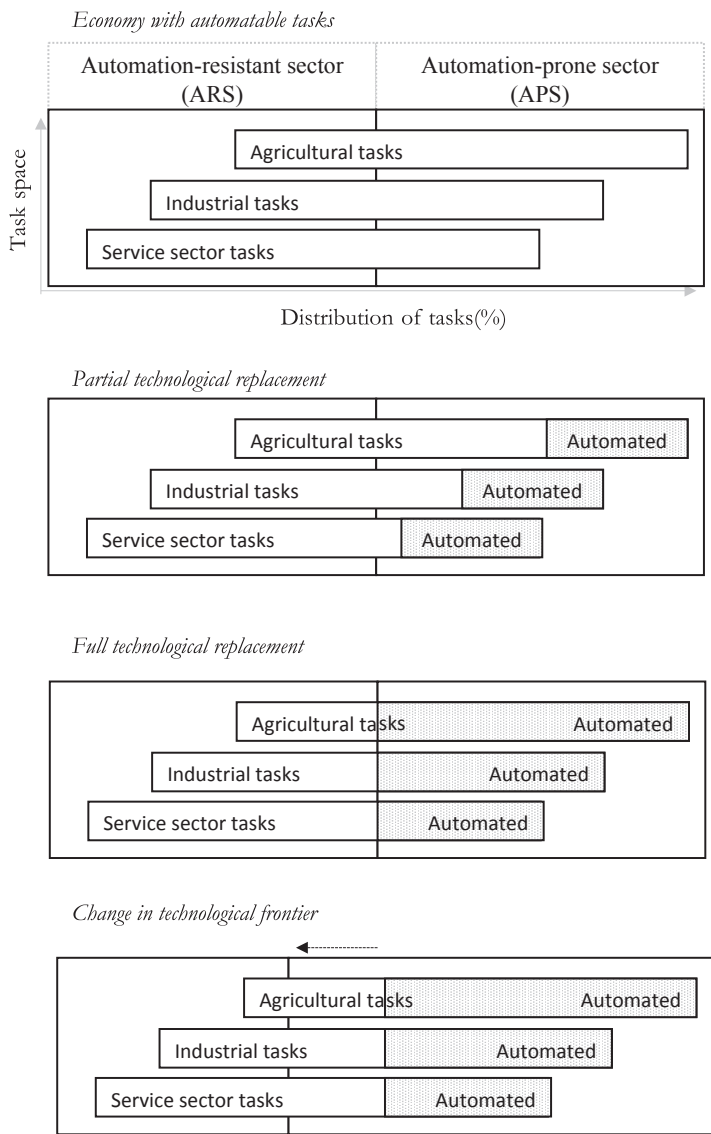 Economy with automatable tasks
Automation-resistant sector
(ARS)
Automation-prone sector
(APS)
Task space
Agricultural tasks
Industrial tasks
Service sector tasks
Distribution of tasks(%)
Partial technological replacement
Agricultural tasks
Automated
Industrial tasks
Automated
Service sector tasks
Automated
Full technological replacement
Agricultural tasks
Automated
Industrial tasks
Automated
Service sector tasks
Automated
Change in technological frontier
Agricultural tasks
Automated
Industrial tasks
Automated
Service sector tasks
Automated